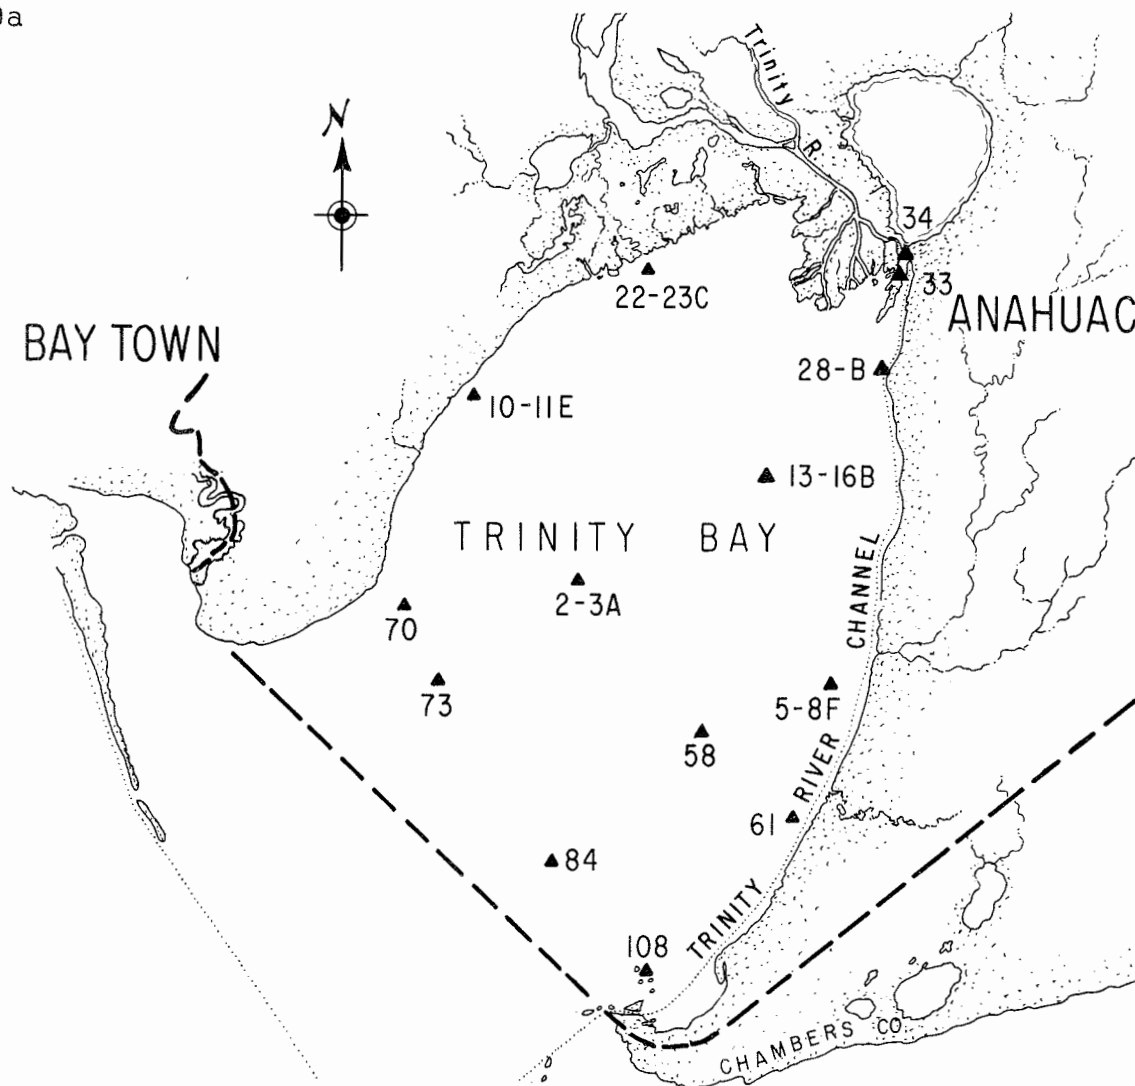 a
N
Trinity
R
34
33
22-23C
ANAHUAC
BAY TOWN
28-B
10-11E
13-16B
TRINITY BAY
2-3A
70
73
5-8F
58
61
84
108
TRINITY RIVER CHANNEL
CHAMBERS CO